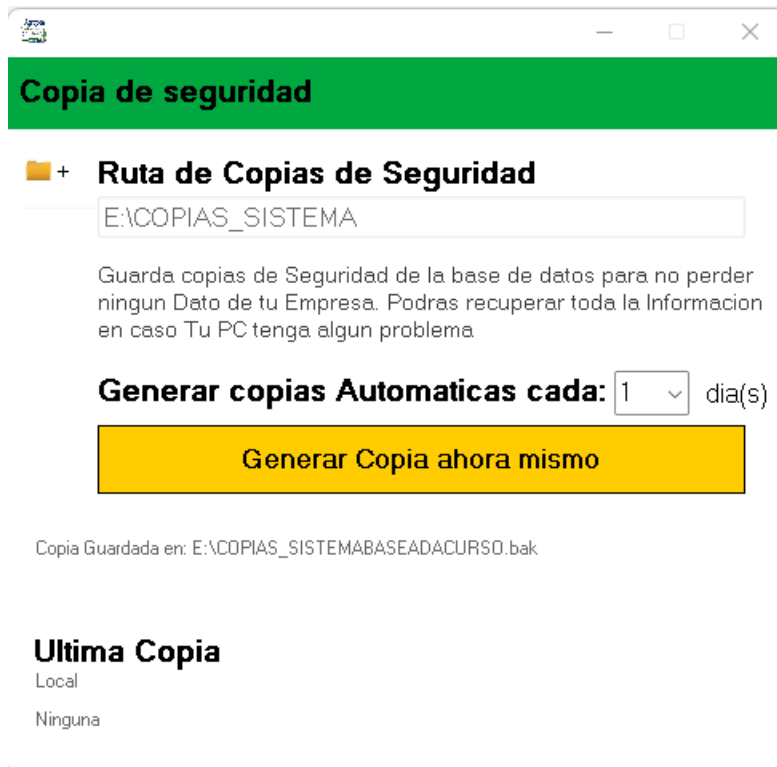 Copia de seguridad
+ Ruta de Copias de Seguridad
E:\COPIAS_SISTEMA
Guarda copias de Seguridad de la base de datos para no perder
ningun Dato de tu Empresa. Podras recuperar toda la Informacion
en caso Tu PC tenga algun problema
Generar copias Automaticas cada: 1 dia(s)
Generar Copia ahora mismo
Copia Guardada en: E:\COPIAS_SISTEMABASEADACURSO.bak
Ultima Copia
Local
Ninguna